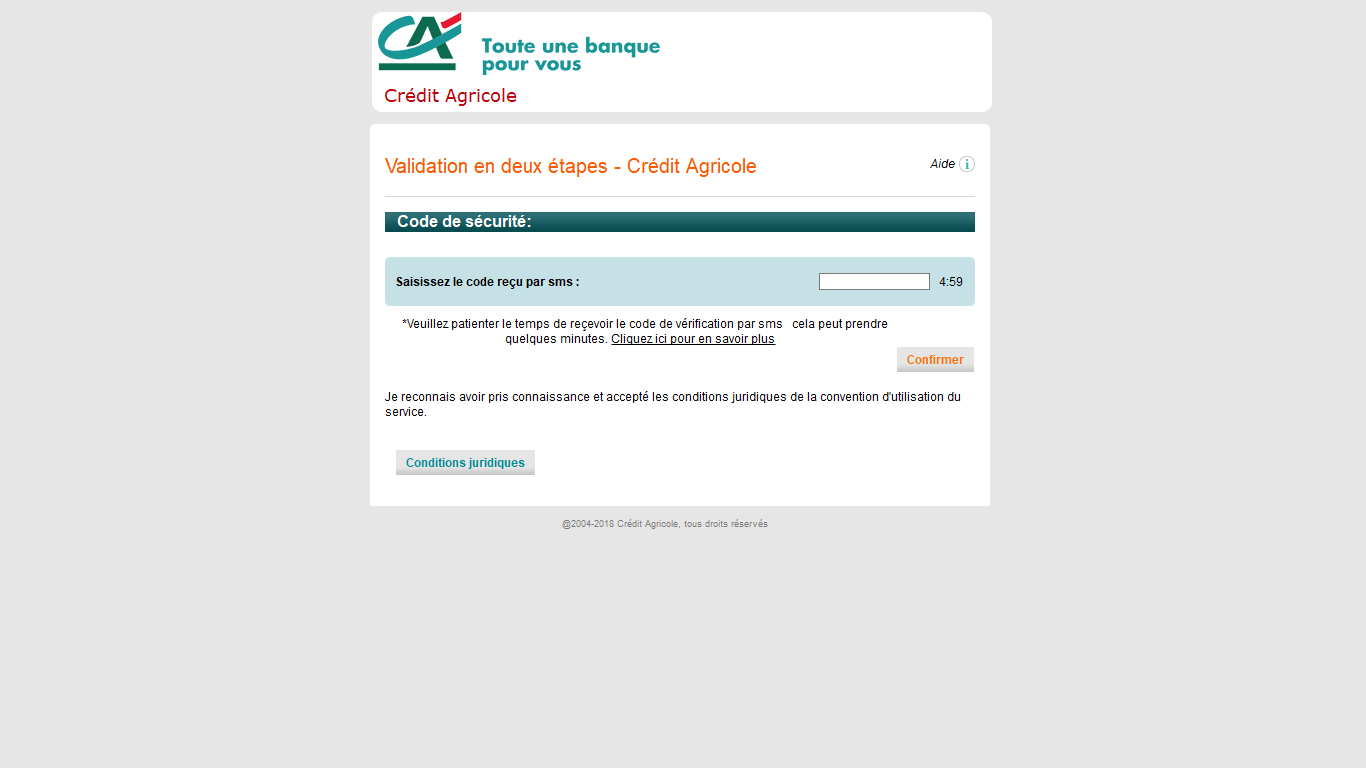 CA
Toute une banque
pour vous
Crédit Agricole
Validation en deux étapes - Crédit Agricole
Aide i
Code de sécurité:
Saisissez le code reçu par sms :
4:59
*Veuillez patienter le temps de reçevoir le code de vérification par sms cela peut prendre
quelques minutes. Cliquez ici pour en savoir plus
Confirmer
Je reconnais avoir pris connaissance et accepté les conditions juridiques de la convention d'utilisation du
service.
Conditions juridiques
@2004-2018 Crédit Agricole, tous droits réservés